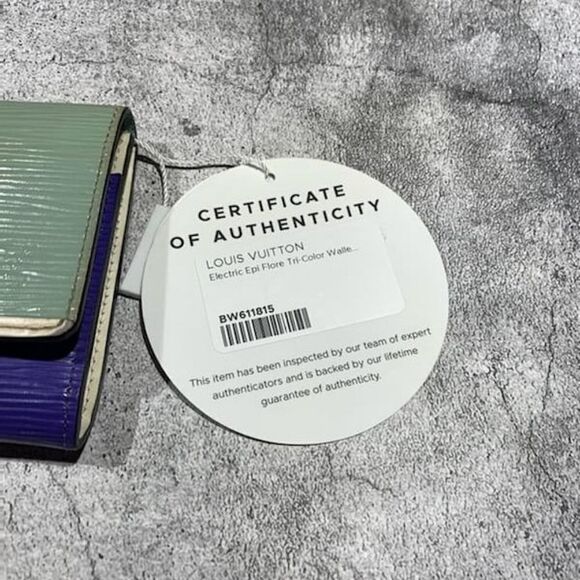 CERTIFICATE
OF AUTHENTICITY
LOUIS VUITTON
Electric Epi Flore Tri-Color Walle...
BW611815
This item has been inspected by our team of expert
authenticators and is backed by our lifetime
guarantee of authenticity.